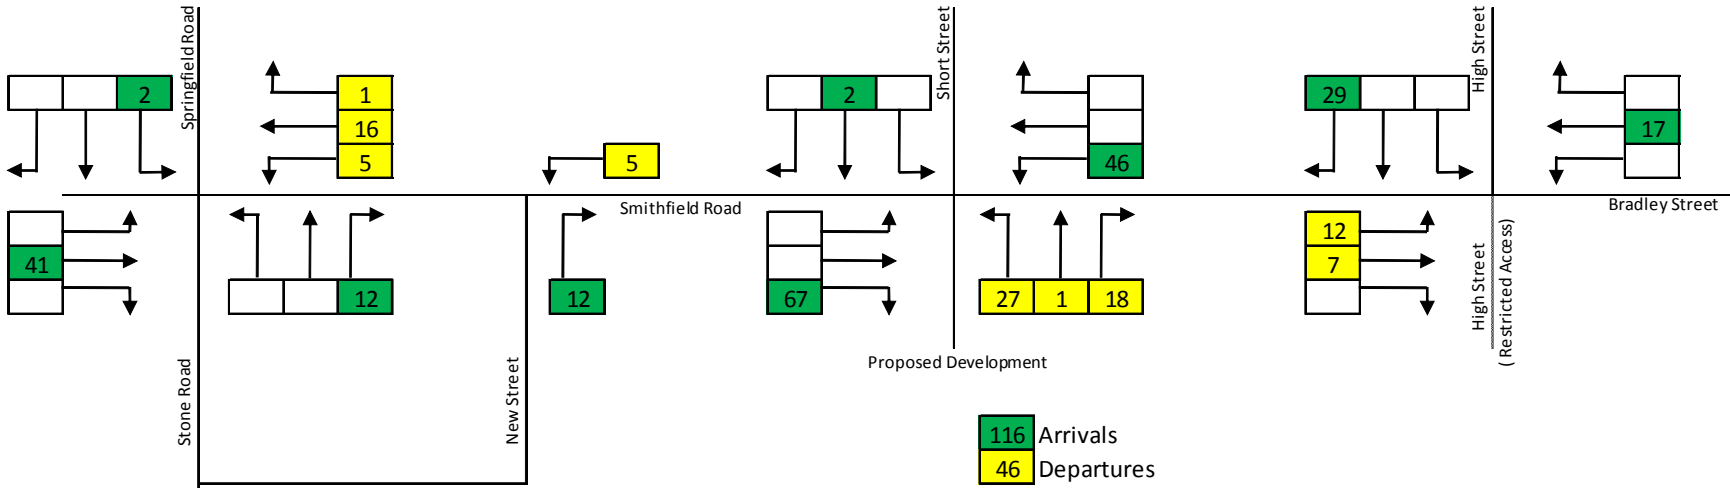 Springfield Road
Short Street
High Street
2
1
16
5
5
2
46
29
17
Smithfield Road
Bradley Street
41
12
12
67
27 1 18
12
7
High Street
( Restricted Access)
Stone Road
New Street
Proposed Development
116 Arrivals
46 Departures